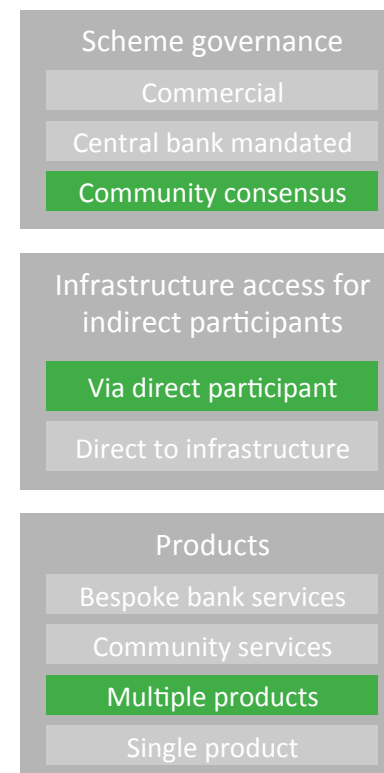 Scheme governance
Commercial
Central bank mandated
Community consensus
Infrastructure access for
indirect participants
Via direct participant
Direct to infrastructure
Products
Bespoke bank services
Community services
Multiple products
Single product